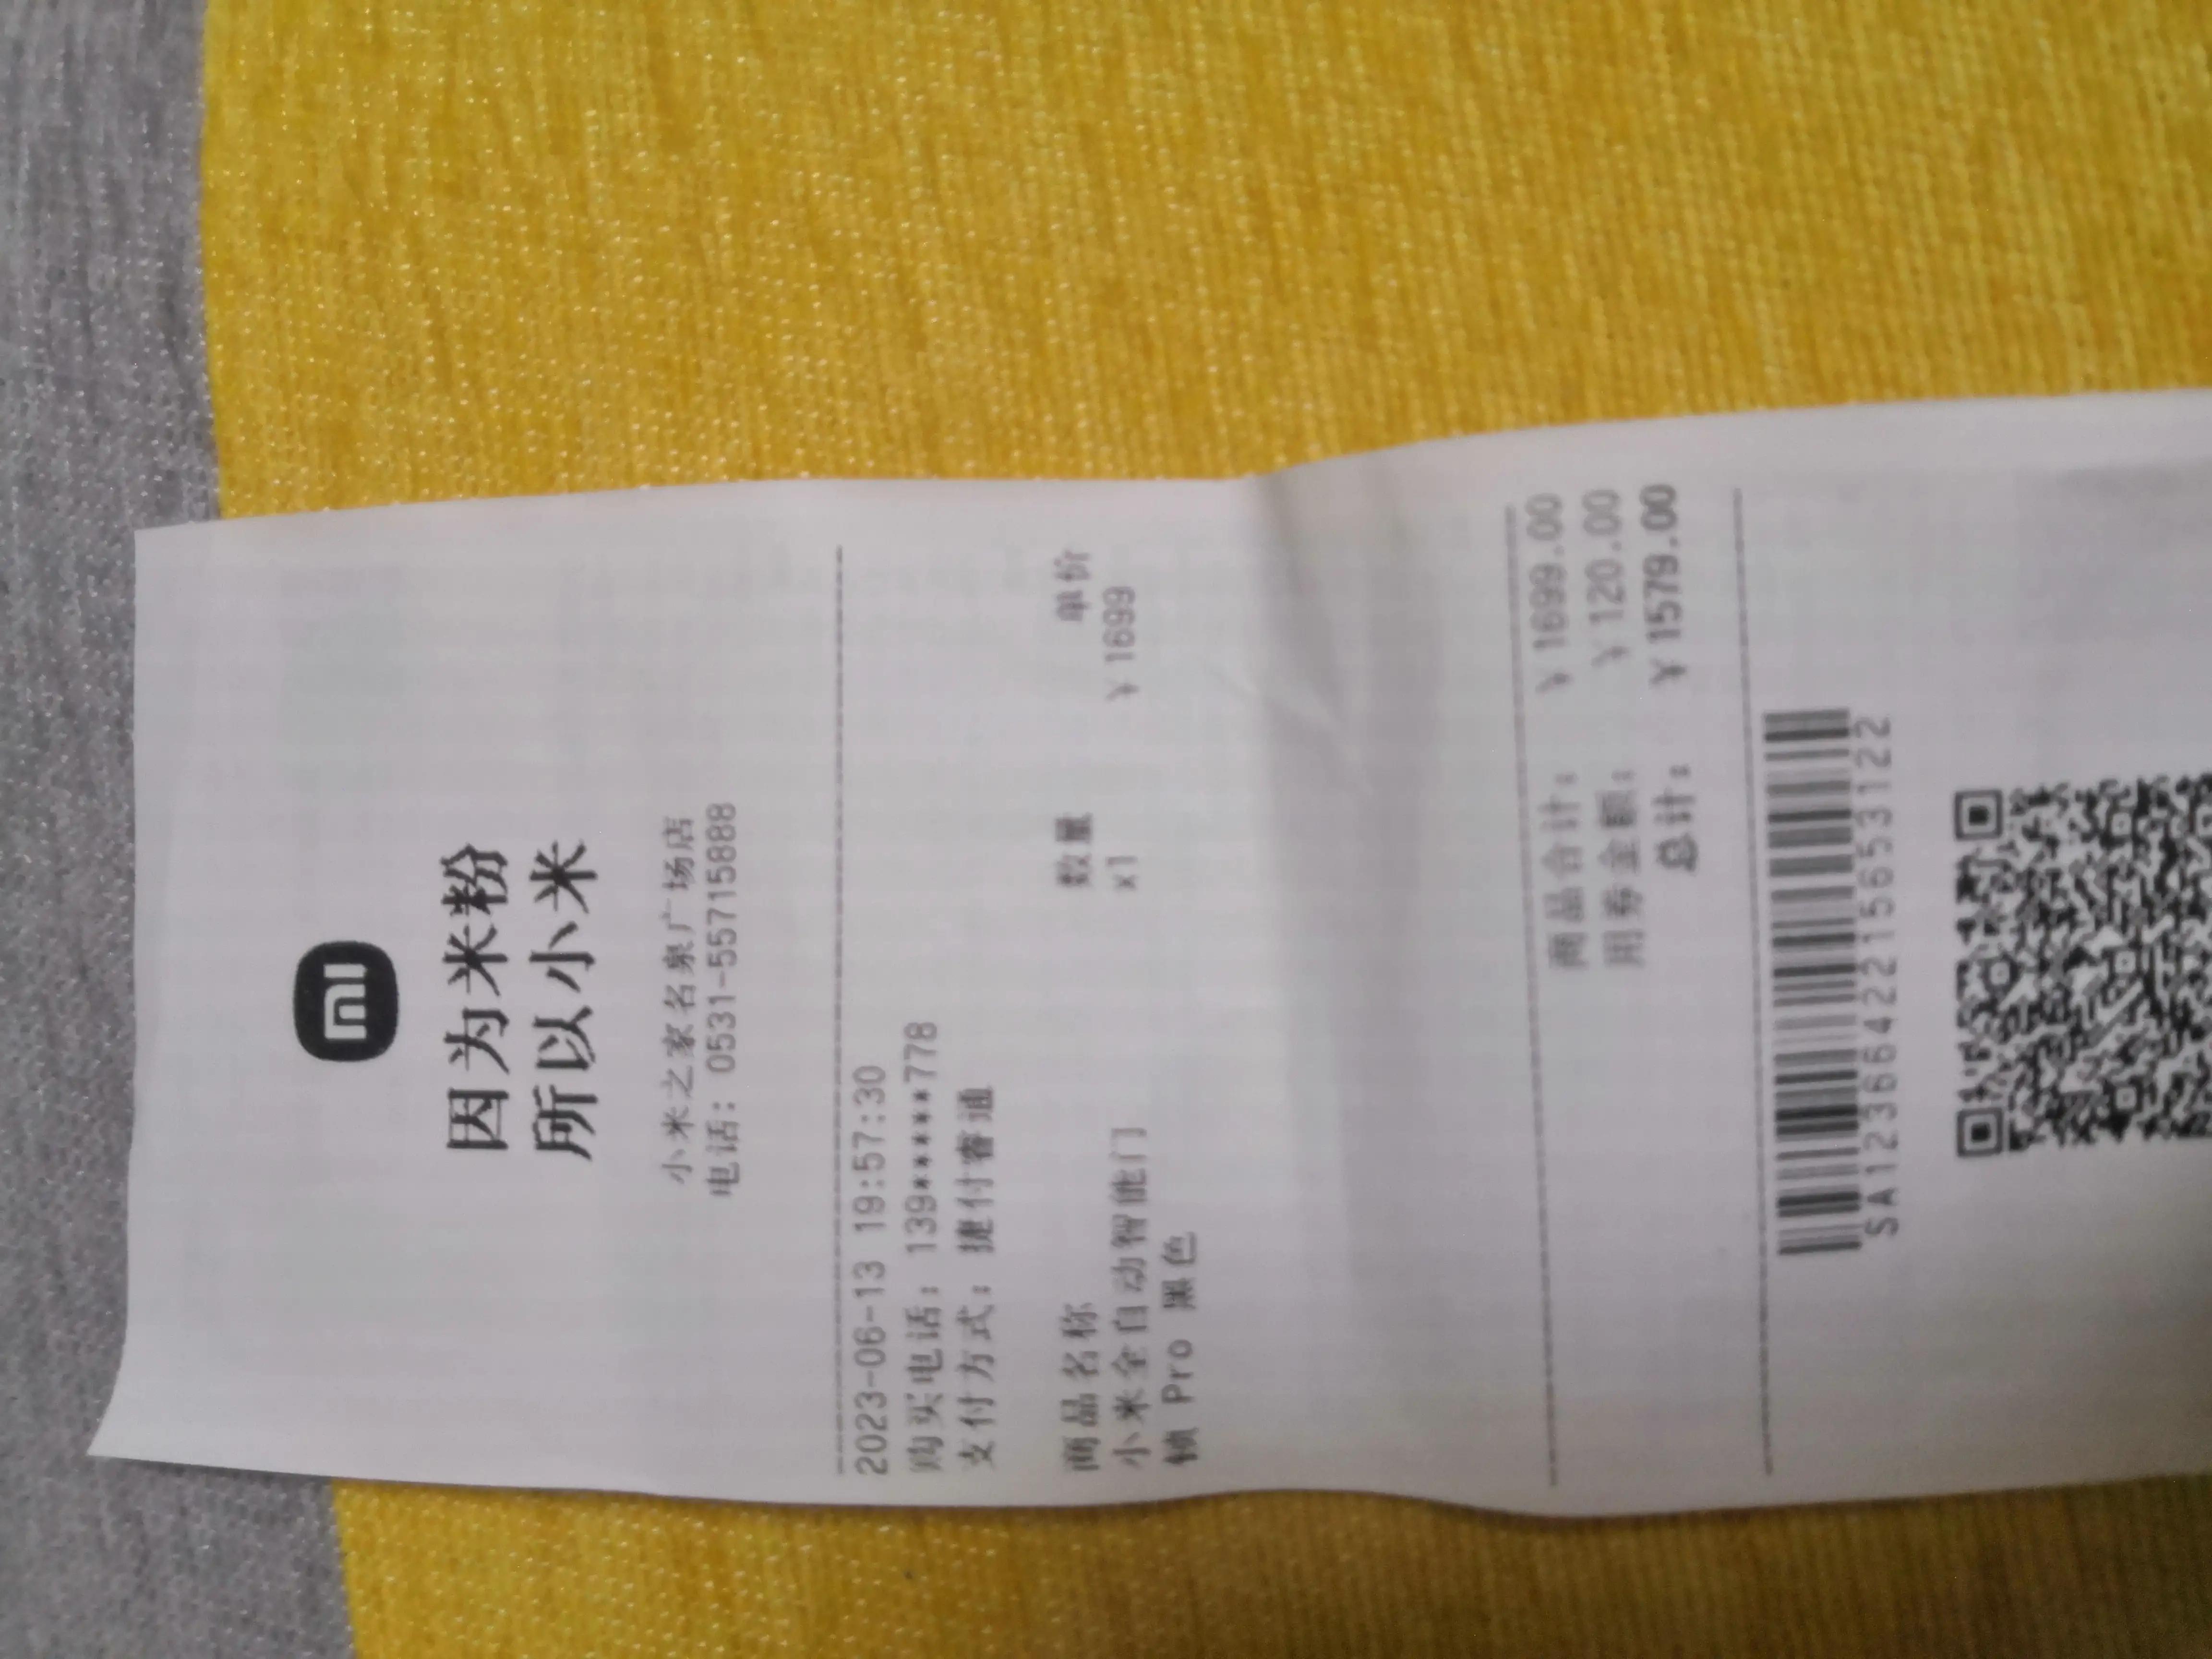 mi
因为米粉
所以小米
小米之家名泉广场店
电话: 0531-55715888
2023-06-13 19:57:30
购买电话: 139*****778
支付方式: 捷付睿通
商品名称 数量 单价
小米全自动智能门 x1 ¥1699
锁 Pro 黑色
商品合计: ¥1699.00
用券金额: ¥120.00
总计: ¥1579.00
SA12366422156531​22